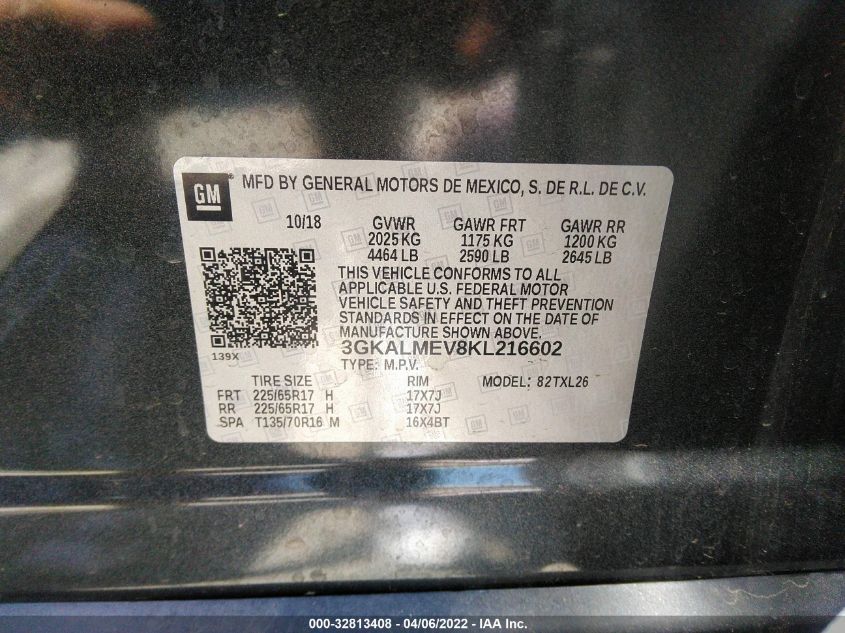 GM
MFD BY GENERAL MOTORS DE MEXICO, S. DE R.L. DE C.V.
10/18 GVWR GAWR FRT GAWR RR
2025 KG 1175 KG 1200 KG
4464 LB 2590 LB 2645 LB
THIS VEHICLE CONFORMS TO ALL
APPLICABLE U.S. FEDERAL MOTOR
VEHICLE SAFETY AND THEFT PREVENTION
STANDARDS IN EFFECT ON THE DATE OF
MANUFACTURE SHOWN ABOVE.
139X
3GKALMEV8KL216602
TYPE: M.P.V.
TIRE SIZE RIM MODEL: 82TXL26
FRT 225/65R17 H 17X7J
RR 225/65R17 H 17X7J
SPA T135/70R16 M 16X4BT
000-32813408 - 04/06/2022 - IAA Inc.